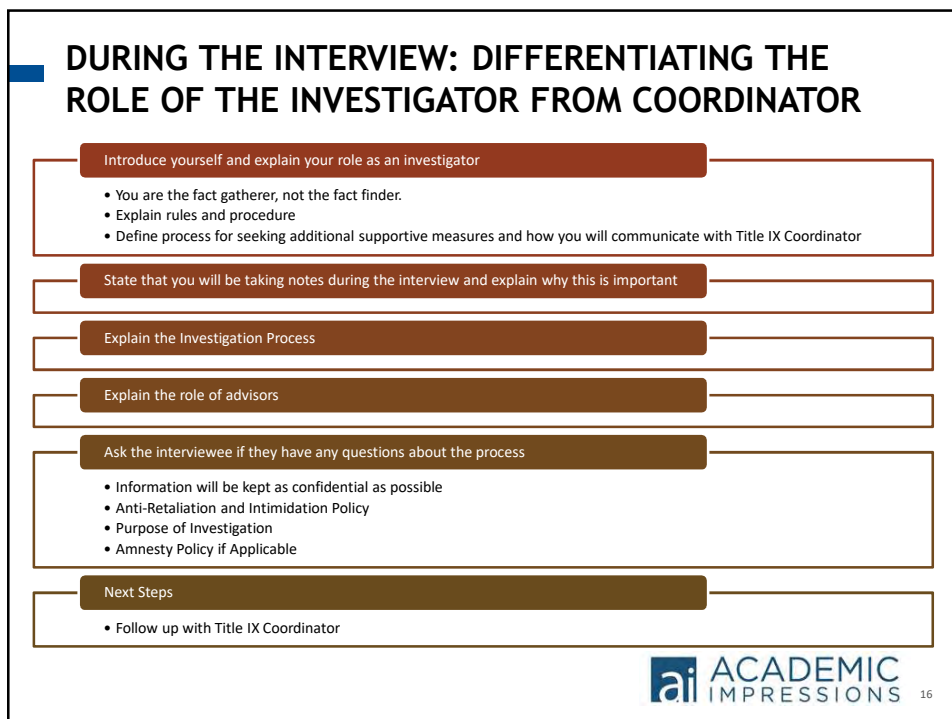 DURING THE INTERVIEW: DIFFERENTIATING THE
ROLE OF THE INVESTIGATOR FROM COORDINATOR
Introduce yourself and explain your role as an investigator
• You are the fact gatherer, not the fact finder.
• Explain rules and procedure
• Define process for seeking additional supportive measures and how you will communicate with Title IX Coordinator
State that you will be taking notes during the interview and explain why this is important
Explain the Investigation Process
Explain the role of advisors
Ask the interviewee if they have any questions about the process
• Information will be kept as confidential as possible
• Anti-Retaliation and Intimidation Policy
• Purpose of Investigation
• Amnesty Policy if Applicable
Next Steps
• Follow up with Title IX Coordinator
ai ACADEMIC
IMPRESSIONS
16